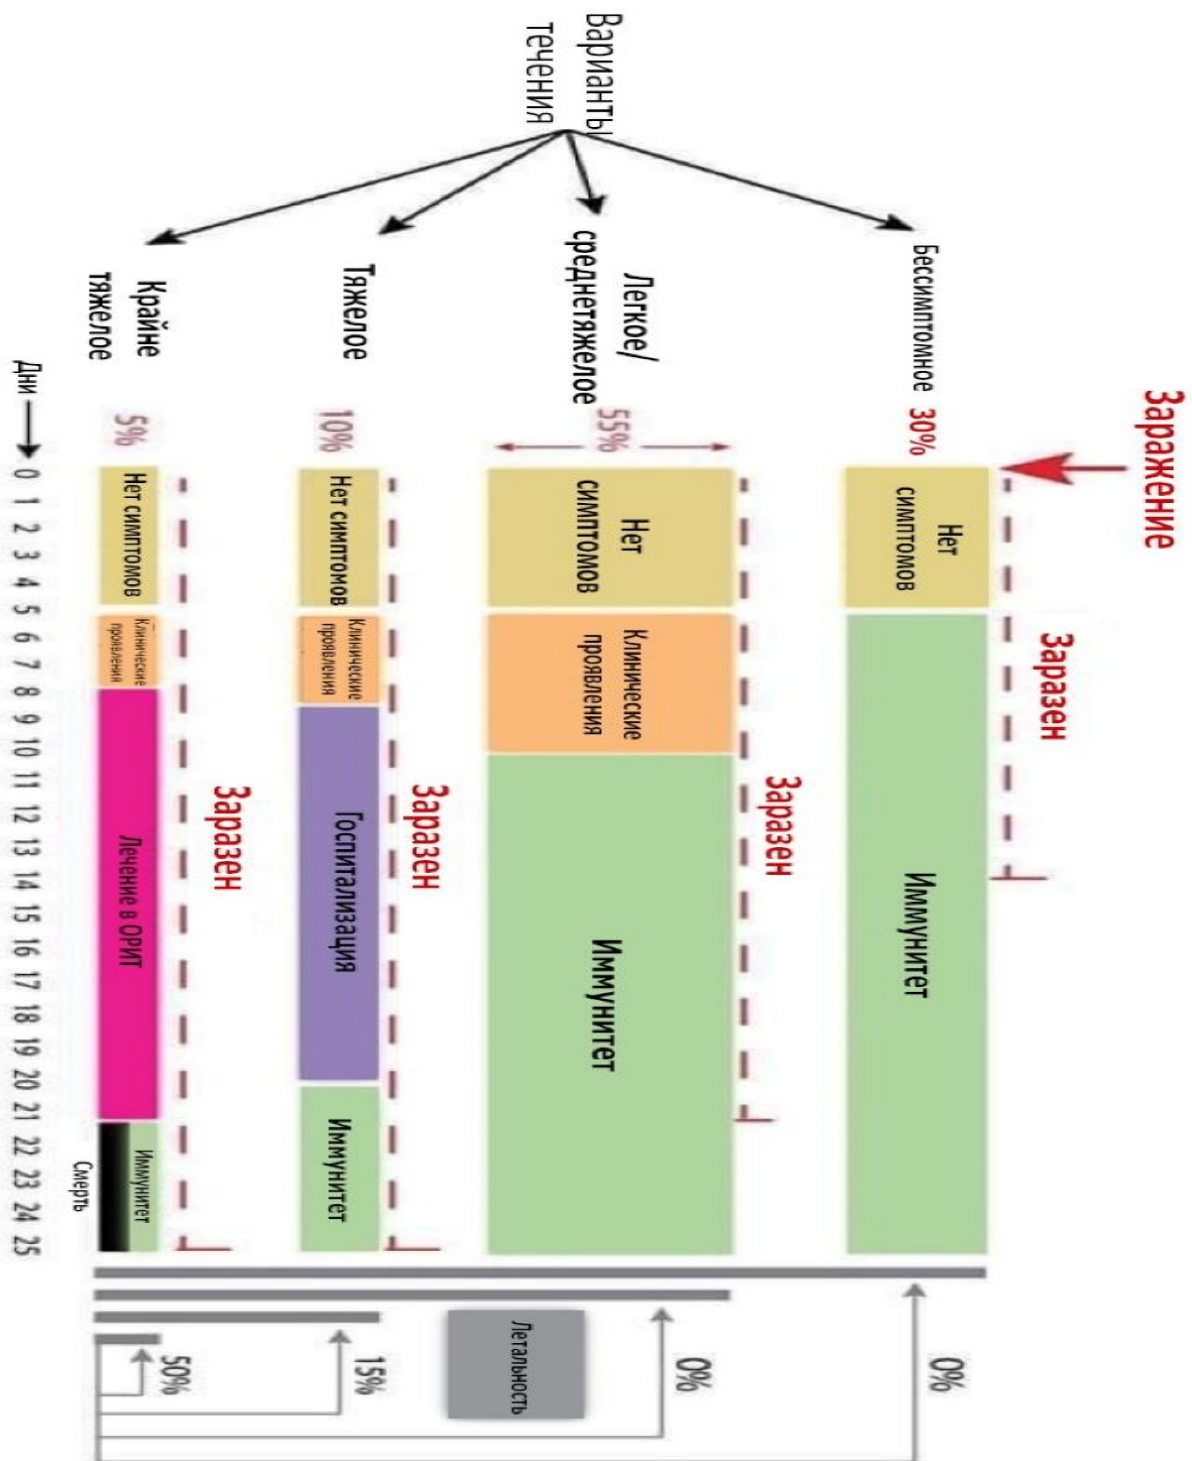 Заражение
Заразен
Варианты
течения
Бессимптомное
30%
Нет
симптомов
Иммунитет
0%
Заразен
Легкое/
среднетяжелое
55%
Нет
симптомов
Клинические
проявления
Иммунитет
0%
Летальность
Заразен
Тяжелое
10%
Нет симптомов
Клинические
проявления
Госпитализация
Иммунитет
15%
Заразен
Крайне
тяжелое
5%
Нет симптомов
Клинические
проявления
Лечение в ОРИТ
Иммунитет
Смерть
50%
Дни 0 1 2 3 4 5 6 7 8 9 10 11 12 13 14 15 16 17 18 19 20 21 22 23 24 25